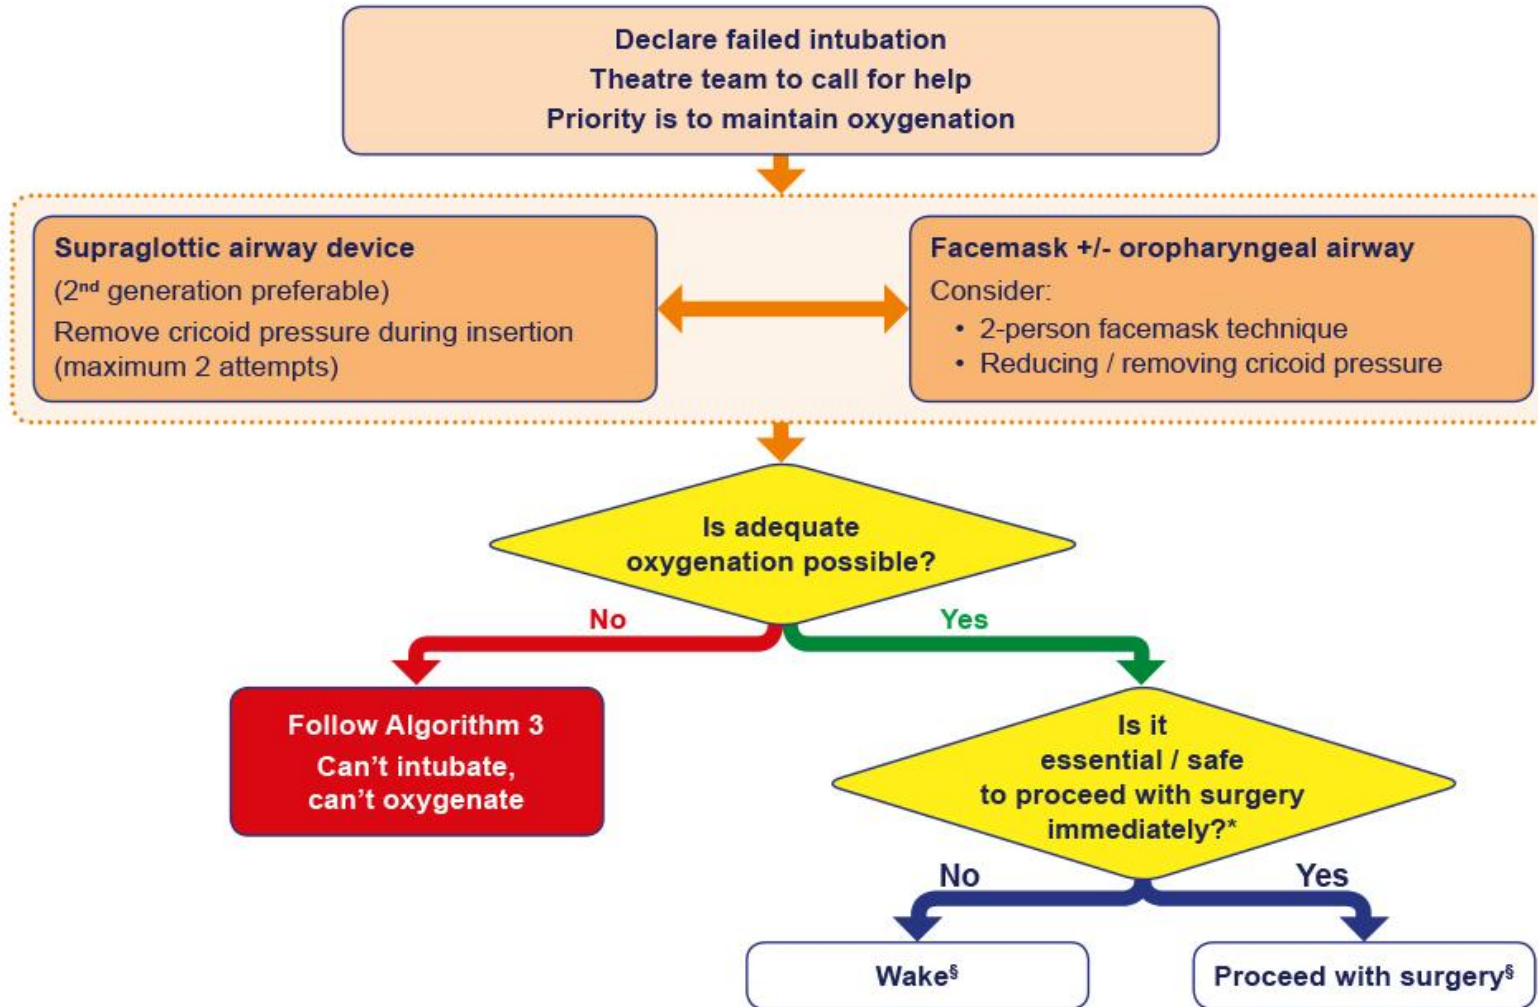 Declare failed intubation
Theatre team to call for help
Priority is to maintain oxygenation
Supraglottic airway device
(2nd generation preferable)
Remove cricoid pressure during insertion
(maximum 2 attempts)
Facemask +/- oropharyngeal airway
Consider:
• 2-person facemask technique
• Reducing / removing cricoid pressure
Is adequate
oxygenation possible?
No
Yes
Follow Algorithm 3
Can’t intubate,
can’t oxygenate
Is it
essential / safe
to proceed with surgery
immediately?*
No
Yes
Wake§
Proceed with surgery§